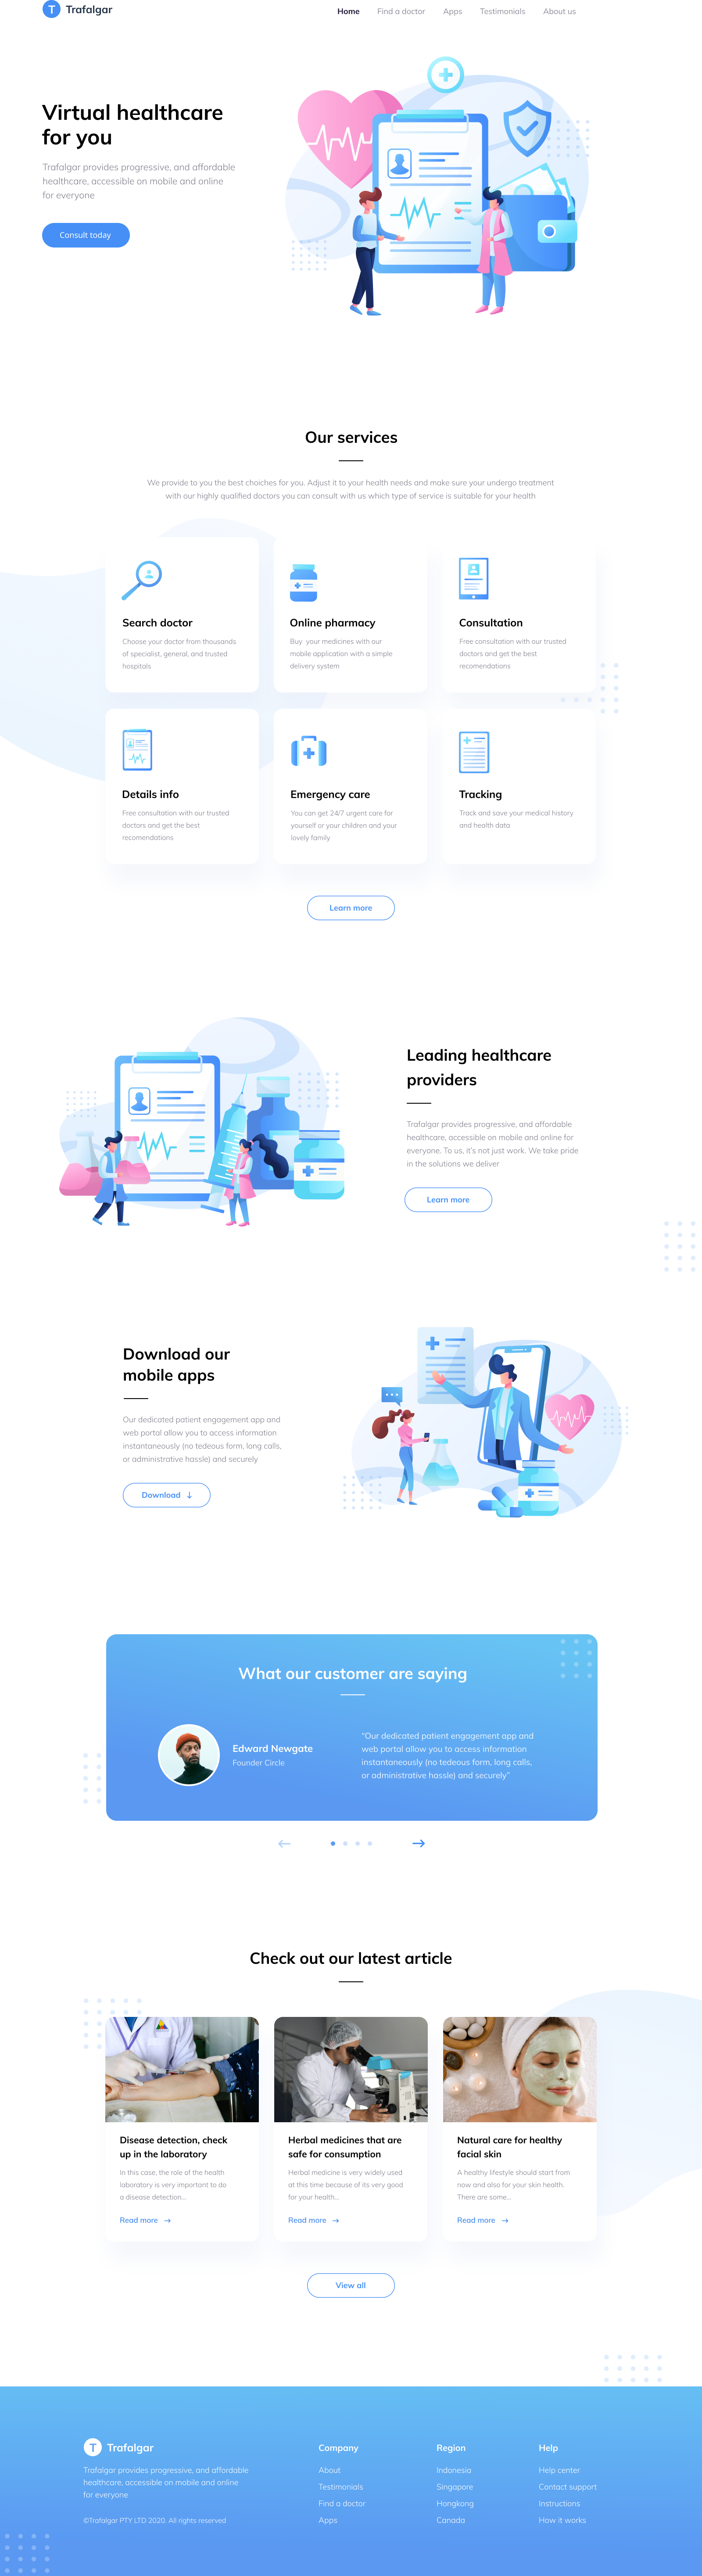 T Trafalgar
Home Find a doctor Apps Testimonials About us
Virtual healthcare
for you
Trafalgar provides progressive, and affordable
healthcare, accessible on mobile and online
for everyone
Consult today
Our services
We provide to you the best choiches for you. Adjust it to your health needs and make sure your undergo treatment
with our highly qualified doctors you can consult with us which type of service is suitable for your health
Search doctor
Choose your doctor from thousands
of specialist, general, and trusted
hospitals
Online pharmacy
Buy  your medicines with our
mobile application with a simple
delivery system
Consultation
Free consultation with our trusted
doctors and get the best
recomendations
Details info
Free consultation with our trusted
doctors and get the best
recomendations
Emergency care
You can get 24/7 urgent care for
yourself or your children and your
lovely family
Tracking
Track and save your medical history
and health data
Learn more
Leading healthcare
providers
Trafalgar provides progressive, and affordable
healthcare, accessible on mobile and online for
everyone. To us, it's not just work. We take pride
in the solutions we deliver
Learn more
Download our
mobile apps
Our dedicated patient engagement app and
web portal allow you to access information
instantaneously (no tedeous form, long calls,
or administrative hassle) and securely
Download ↓
What our customer are saying
Edward Newgate
Founder Circle
“Our dedicated patient engagement app and
web portal allow you to access information
instantaneously (no tedeous form, long calls,
or administrative hassle) and securely”
Check out our latest article
Disease detection, check
up in the laboratory
In this case, the role of the health
laboratory is very important to do
a disease detection...
Read more →
Herbal medicines that are
safe for consumption
Herbal medicine is very widely used
at this time because of its very good
for your health...
Read more →
Natural care for healthy
facial skin
A healthy lifestyle should start from
now and also for your skin health.
There are some...
Read more →
View all
T Trafalgar
Trafalgar provides progressive, and affordable
healthcare, accessible on mobile and online
for everyone
©Trafalgar PTY LTD 2020. All rights reserved
Company
About
Testimonials
Find a doctor
Apps
Region
Indonesia
Singapore
Hongkong
Canada
Help
Help center
Contact support
Instructions
How it works